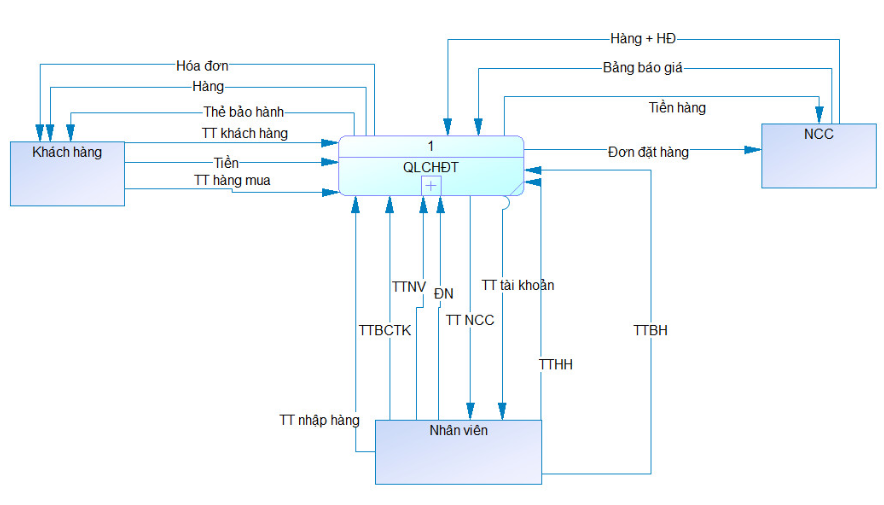 Hàng + HĐ
Hóa đơn
Bảng báo giá
Hàng
Thẻ bảo hành
Tiền hàng
TT khách hàng
NCC
1
Khách hàng
Đơn đặt hàng
Tiền
QLCHĐT
TT hàng mua
+
TTNV
TT tài khoản
ĐN
TT NCC
TTBCTK
TTBH
TTHH
TT nhập hàng
Nhân viên